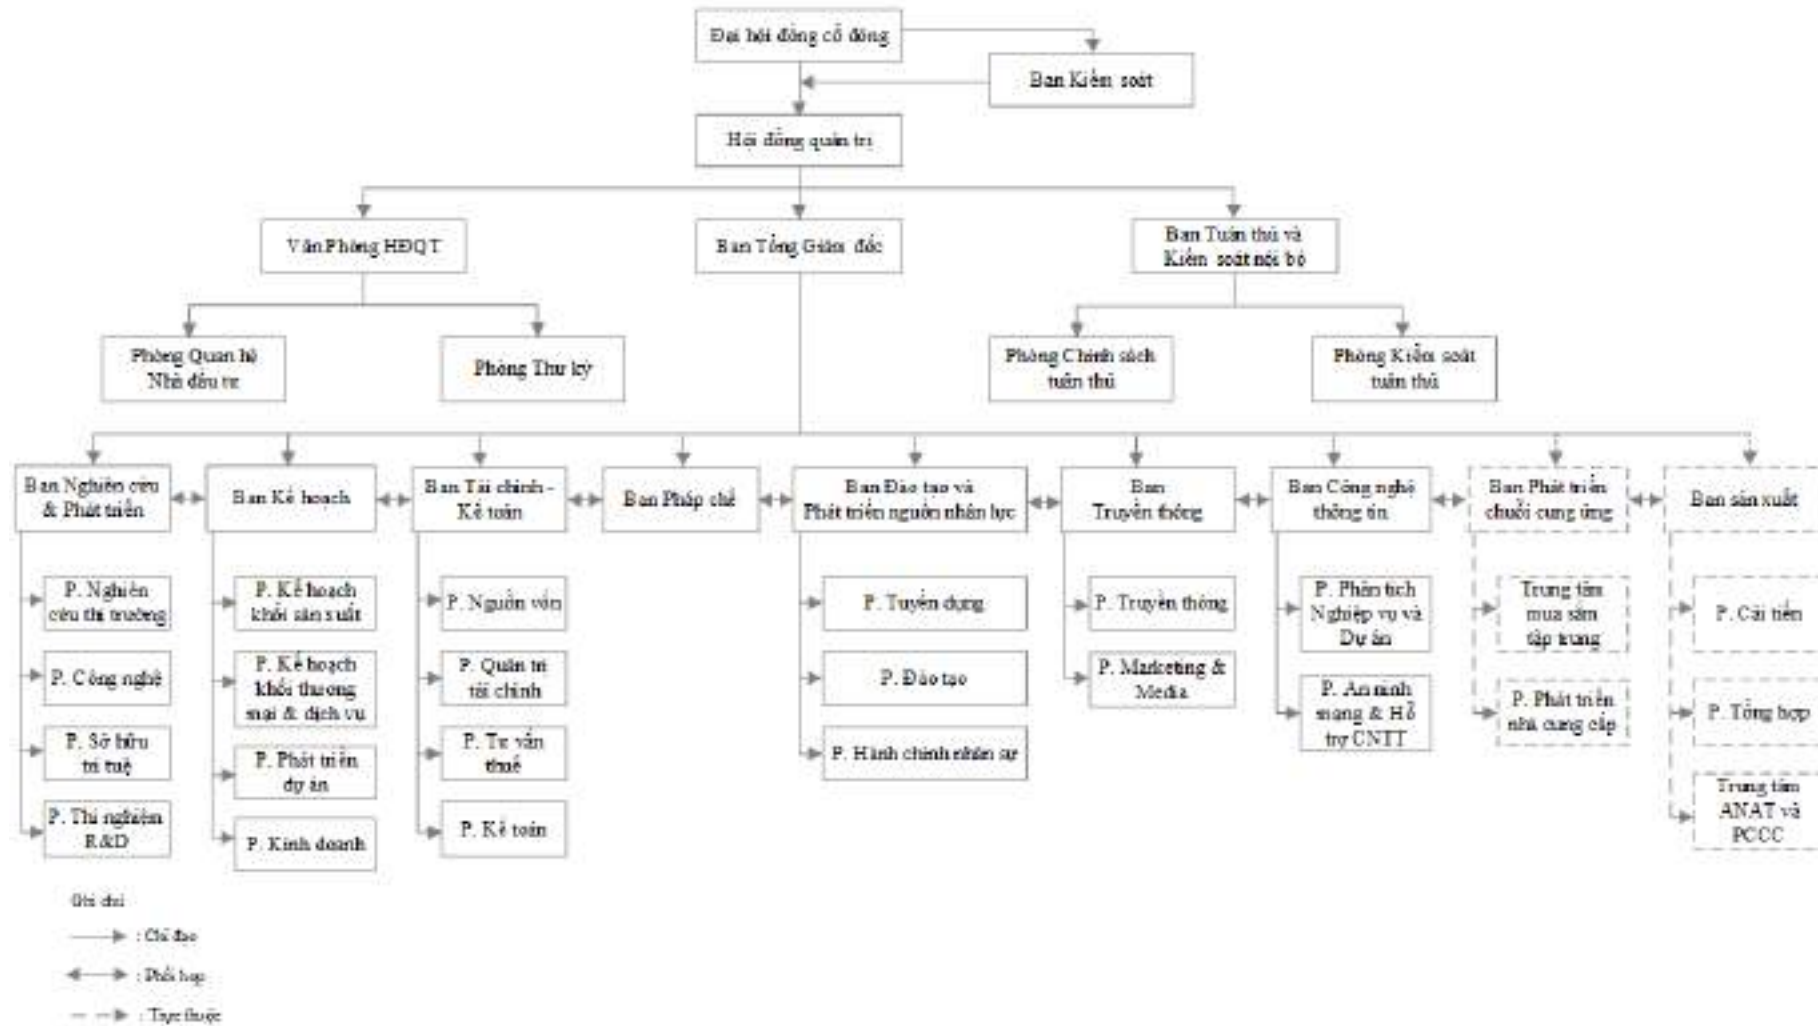 Đại hội đồng cổ đông
Ban Kiểm soát
Hội đồng quản trị
Văn Phòng HĐQT
Ban Tổng Giám đốc
Ban Tuân thủ và
Kiểm soát nội bộ
Phòng Quan hệ
Nhà đầu tư
Phòng Thư ký
Phòng Chính sách
tuân thủ
Phòng Kiểm soát
tuân thủ
Ban Nghiên cứu
& Phát triển
Ban Kế hoạch
Ban Tài chính -
Kế toán
Ban Pháp chế
Ban Đào tạo và
Phát triển nguồn nhân lực
Ban
Truyền thông
Ban Công nghệ
thông tin
Ban Phát triển
chuỗi cung ứng
Ban sản xuất
P. Nghiên
cứu thị trường
P. Công nghệ
P. Sở hữu
trí tuệ
P. Thí nghiệm
R&D
P. Kế hoạch
khối sản xuất
P. Kế hoạch
khối thương
mại & dịch vụ
P. Phát triển
dự án
P. Kinh doanh
P. Nguồn vốn
P. Quản trị
tài chính
P. Tư vấn
thuế
P. Kế toán
P. Tuyển dụng
P. Đào tạo
P. Hành chính nhân sự
P. Truyền thông
P. Marketing &
Media
P. Phân tích
Nghiệp vụ và
Dự án
P. An ninh
mạng & Hỗ
trợ CNTT
Trung tâm
mua sắm
tập trung
P. Phát triển
nhà cung cấp
P. Cải tiến
P. Tổng hợp
Trung tâm
ANAT và
PCCC
Ghi chú
: Chỉ đạo
: Phối hợp
: Trực thuộc